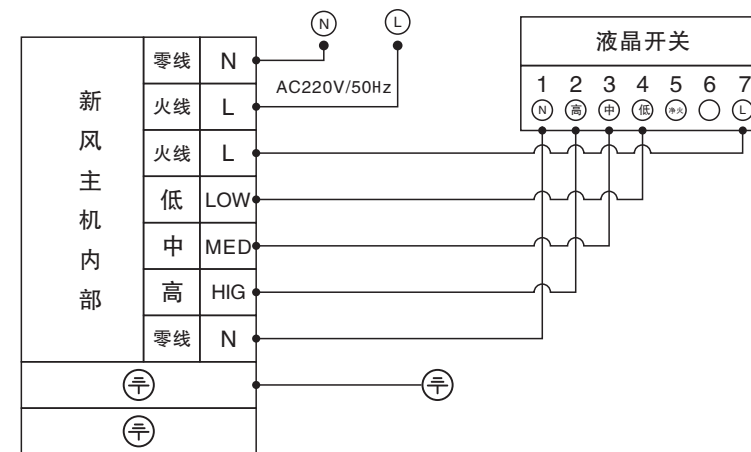 N L
AC220V/50Hz
新风主机内部
零线 N
火线 L
火线 L
低 LOW
中 MED
高 HIG
零线 N
液晶开关
1 2 3 4 5 6 7
N 高 中 低 净火 L